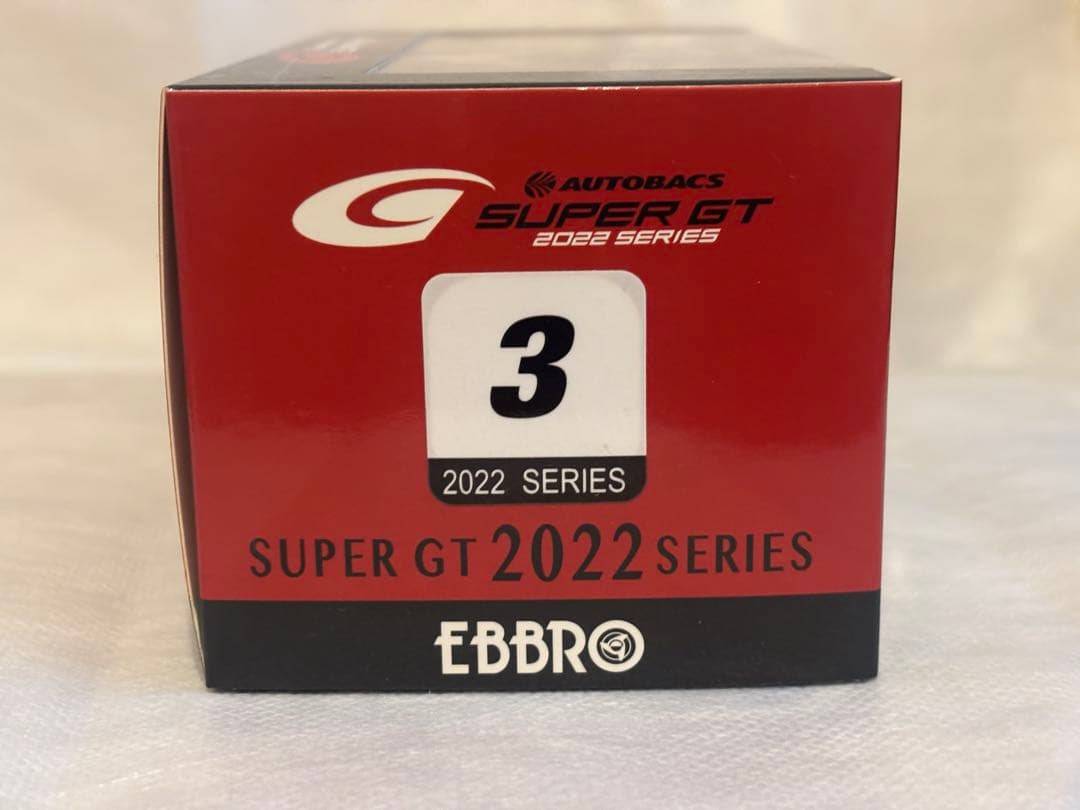 AUTOBACS
SUPER GT
2022 SERIES
3
2022 SERIES
SUPER GT 2022 SERIES
EBBRO